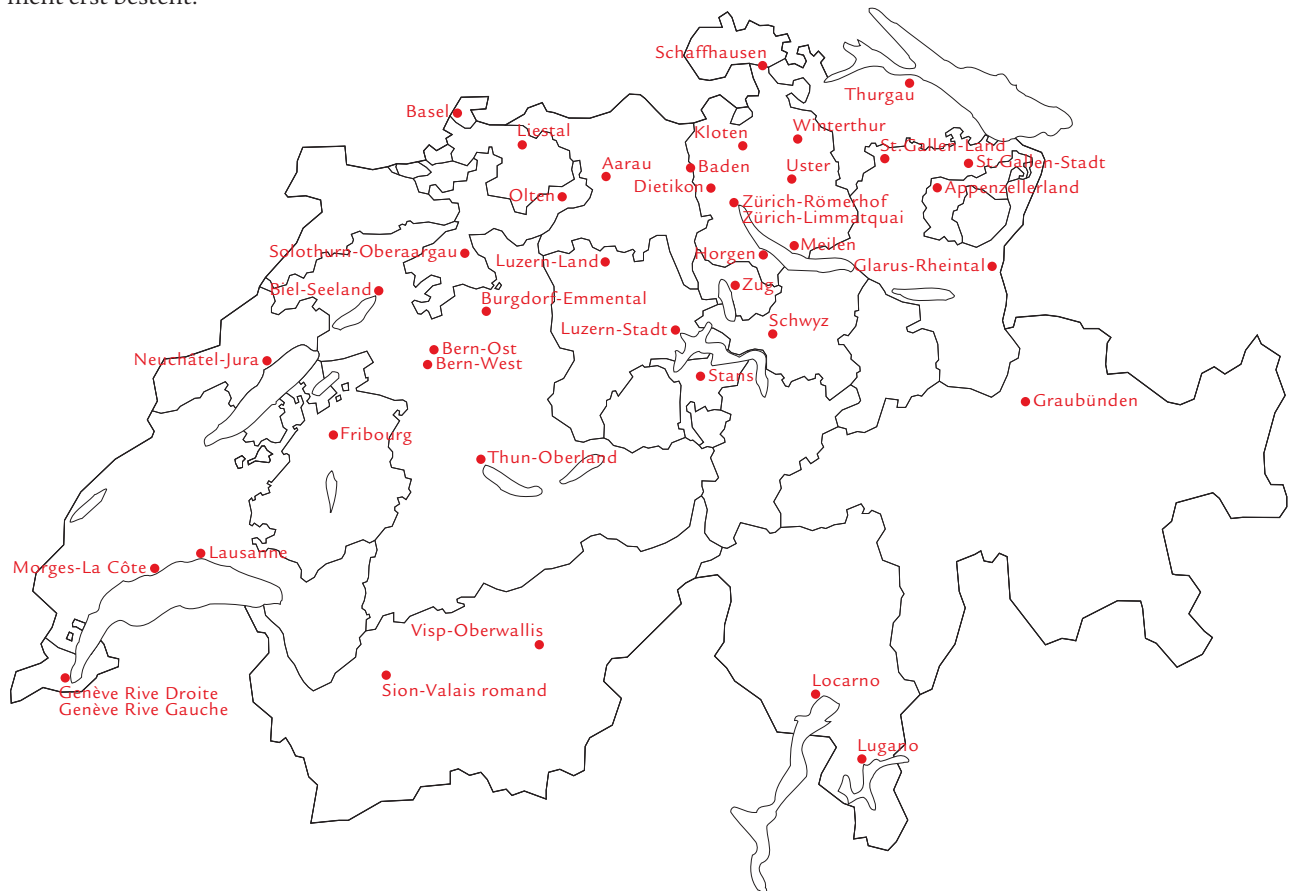 nicht erst besteht.
Schaffhausen
Thurgau
Basel
Liestal
Kloten
Winterthur
St.Gallen-Land
St.Gallen-Stadt
Aarau
Baden
Uster
Dietikon
Appenzellerland
Olten
Zürich-Römerhof
Zürich-Limmatquai
Meilen
Solothurn-Oberaargau
Luzern-Land
Horgen
Glarus-Rheintal
Biel-Seeland
Zug
Burgdorf-Emmental
Luzern-Stadt
Schwyz
Bern-Ost
Neuchâtel-Jura
Bern-West
Stans
Graubünden
Fribourg
Thun-Oberland
Lausanne
Morges-La Côte
Visp-Oberwallis
Sion-Valais romand
Locarno
Genève Rive Droite
Genève Rive Gauche
Lugano